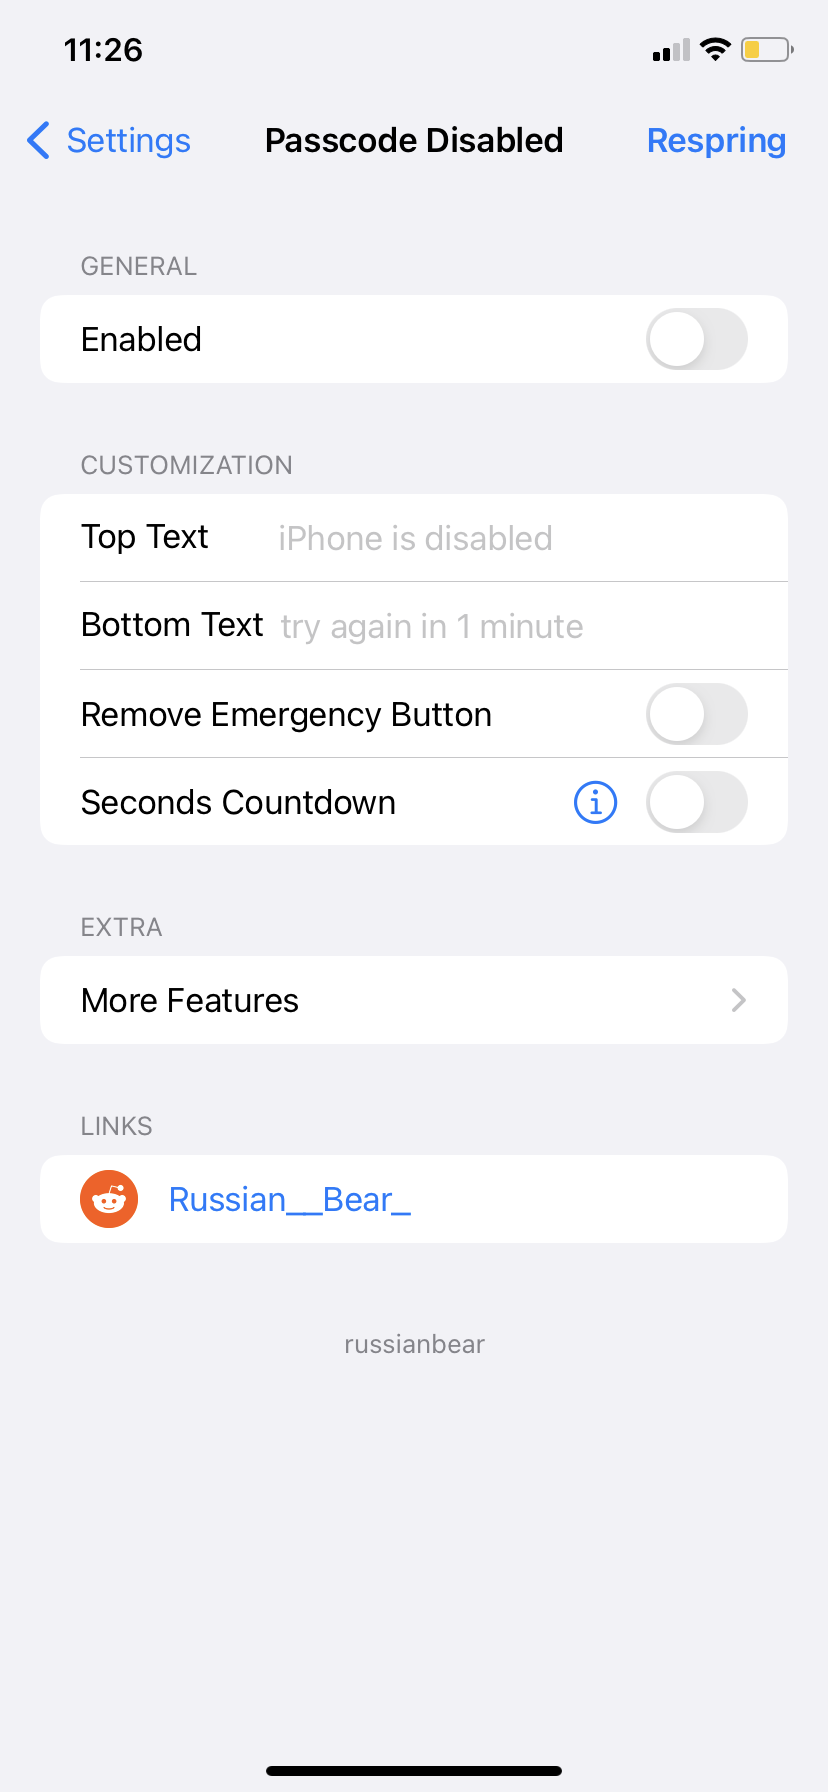 11:26
Settings Passcode Disabled Respring
GENERAL
Enabled
CUSTOMIZATION
Top Text iPhone is disabled
Bottom Text try again in 1 minute
Remove Emergency Button
Seconds Countdown
EXTRA
More Features
LINKS
Russian__Bear_
russianbear